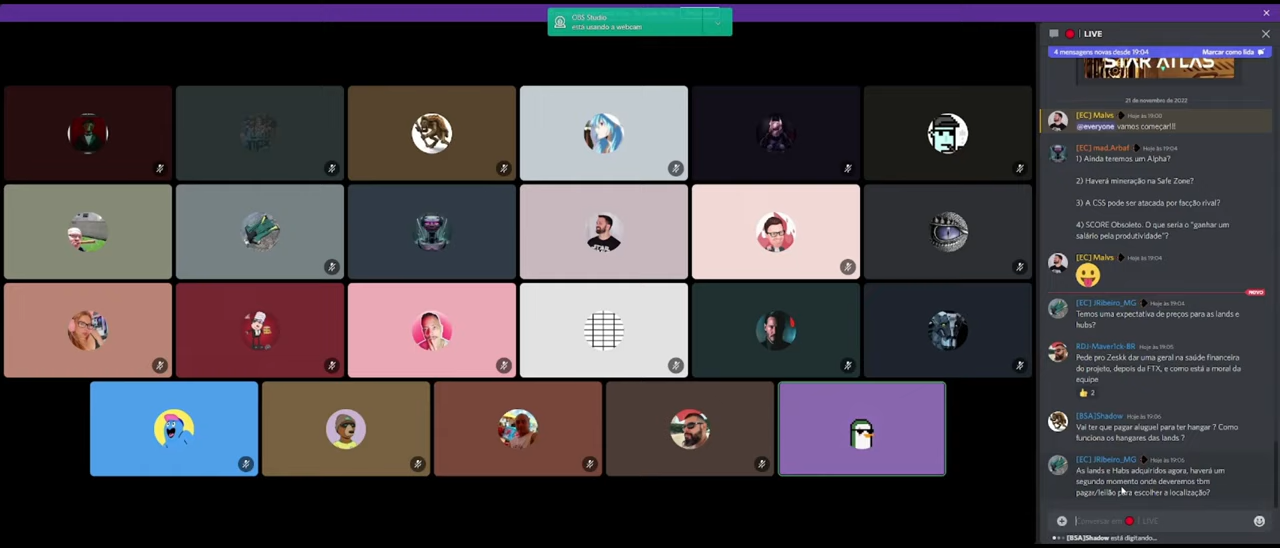 OBS Studio
está usando a webcam
LIVE
4 mensagens novas desde 19:04
Marcar como lida
STAR ATLAS
21 de novembro de 2022
[EC] Malvs Hoje às 19:00
@everyone vamos começar!!!
[EC] mad.Arbaf Hoje às 19:04
1) Ainda teremos um Alpha?
2) Haverá mineração na Safe Zone?
3) A CSS pode ser atacada por facção rival?
4) SCORE Obsoleto. O que seria o "ganhar um
salário pela produtividade"?
[EC] Malvs Hoje às 19:04
NOVO
[EC] JRibeiro_MG Hoje às 19:04
Temos uma expectativa de preços para as lands e
hubs?
RDJ-Maver1ck-BR Hoje às 19:05
Pede pro Zeskk dar uma geral na saúde financeira
do projeto, depois da FTX, e como está a moral da
equipe
2
[BSA]Shadow Hoje às 19:06
Vai ter que pagar aluguel para ter hangar ? Como
funciona os hangares das lands ?
[EC] JRibeiro_MG Hoje às 19:06
As lands e Habs adquiridos agora, haverá um
segundo momento onde deveremos tbm
pagar/leilão para escolher a localização?
Conversar em LIVE
[BSA]Shadow está digitando...